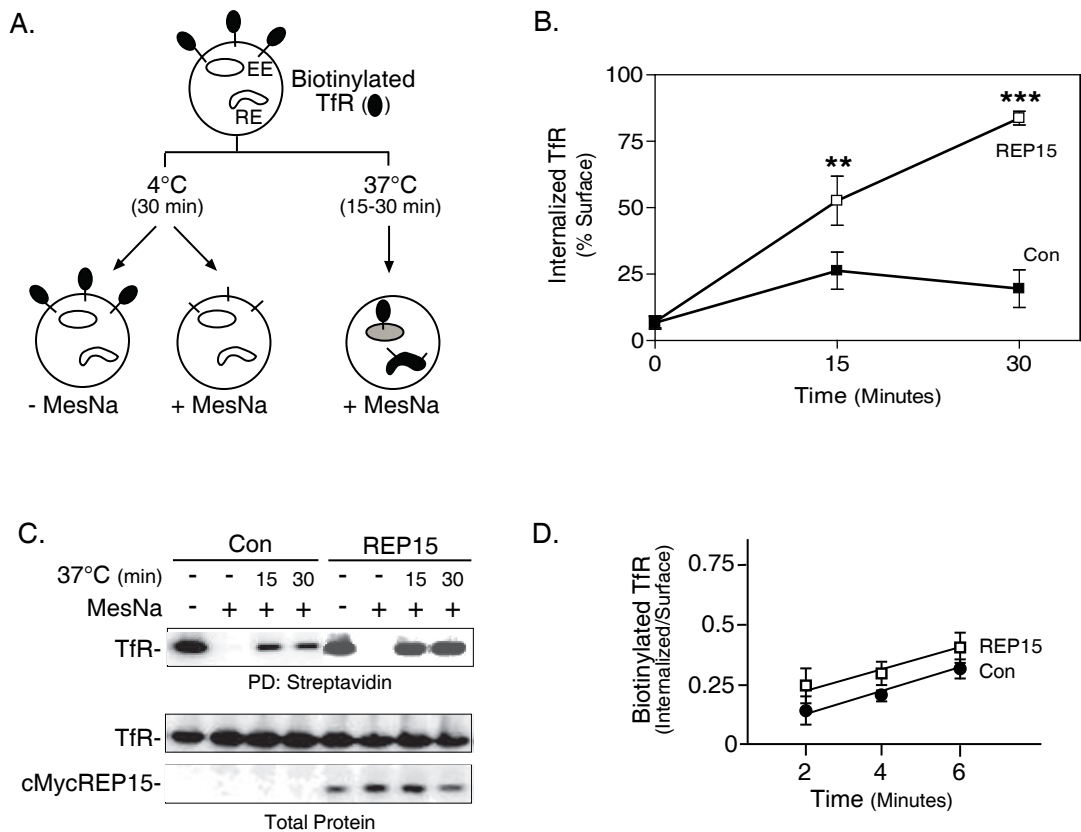 A.
EE
RE
Biotinylated
TfR ( )
4°C
(30 min)
37°C
(15-30 min)
- MesNa
+ MesNa
+ MesNa
B.
Internalized TfR
(% Surface)
100
75
50
25
0
**
***
REP15
Con
0
15
30
Time (Minutes)
C.
Con
REP15
37°C (min)
- - 15 30 - - 15 30
MesNa
- + + + - + + +
TfR-
PD: Streptavidin
TfR-
cMycREP15-
Total Protein
D.
Biotinylated TfR
(Internalized/Surface)
0.75
0.5
0.25
0
REP15
Con
2
4
6
Time (Minutes)